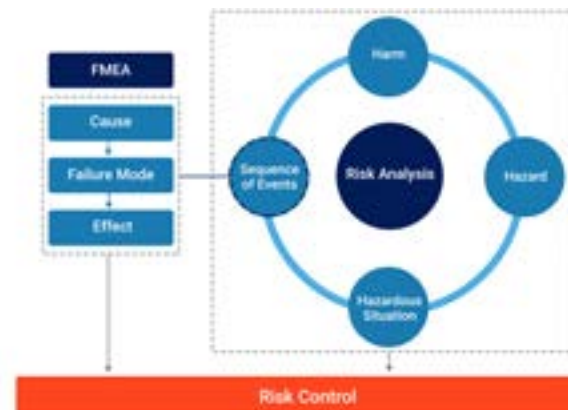 FMEA
Cause
Failure Mode
Effect
Harm
Sequence
of Events
Risk Analysis
Hazard
Hazardous
Situation
Risk Control